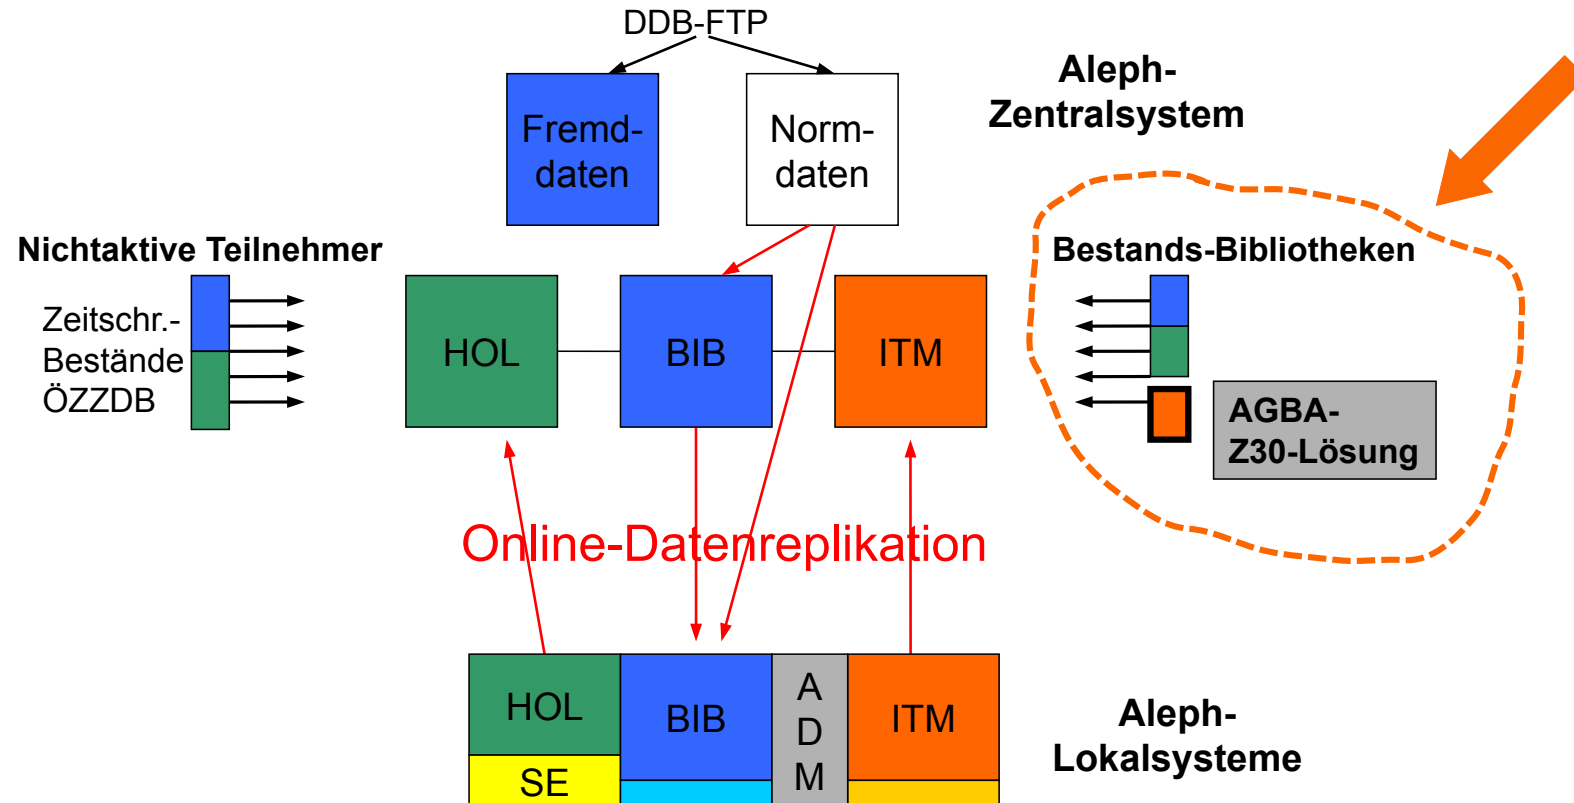 DDB-FTP
Aleph-
Zentralsystem
Fremd-
daten
Norm-
daten
Nichtaktive Teilnehmer
Bestands-Bibliotheken
Zeitschr.-
Bestände
ÖZZDB
HOL
BIB
ITM
AGBA-
Z30-Lösung
Online-Datenreplikation
HOL
BIB
A
D
M
ITM
SE
Aleph-
Lokalsysteme